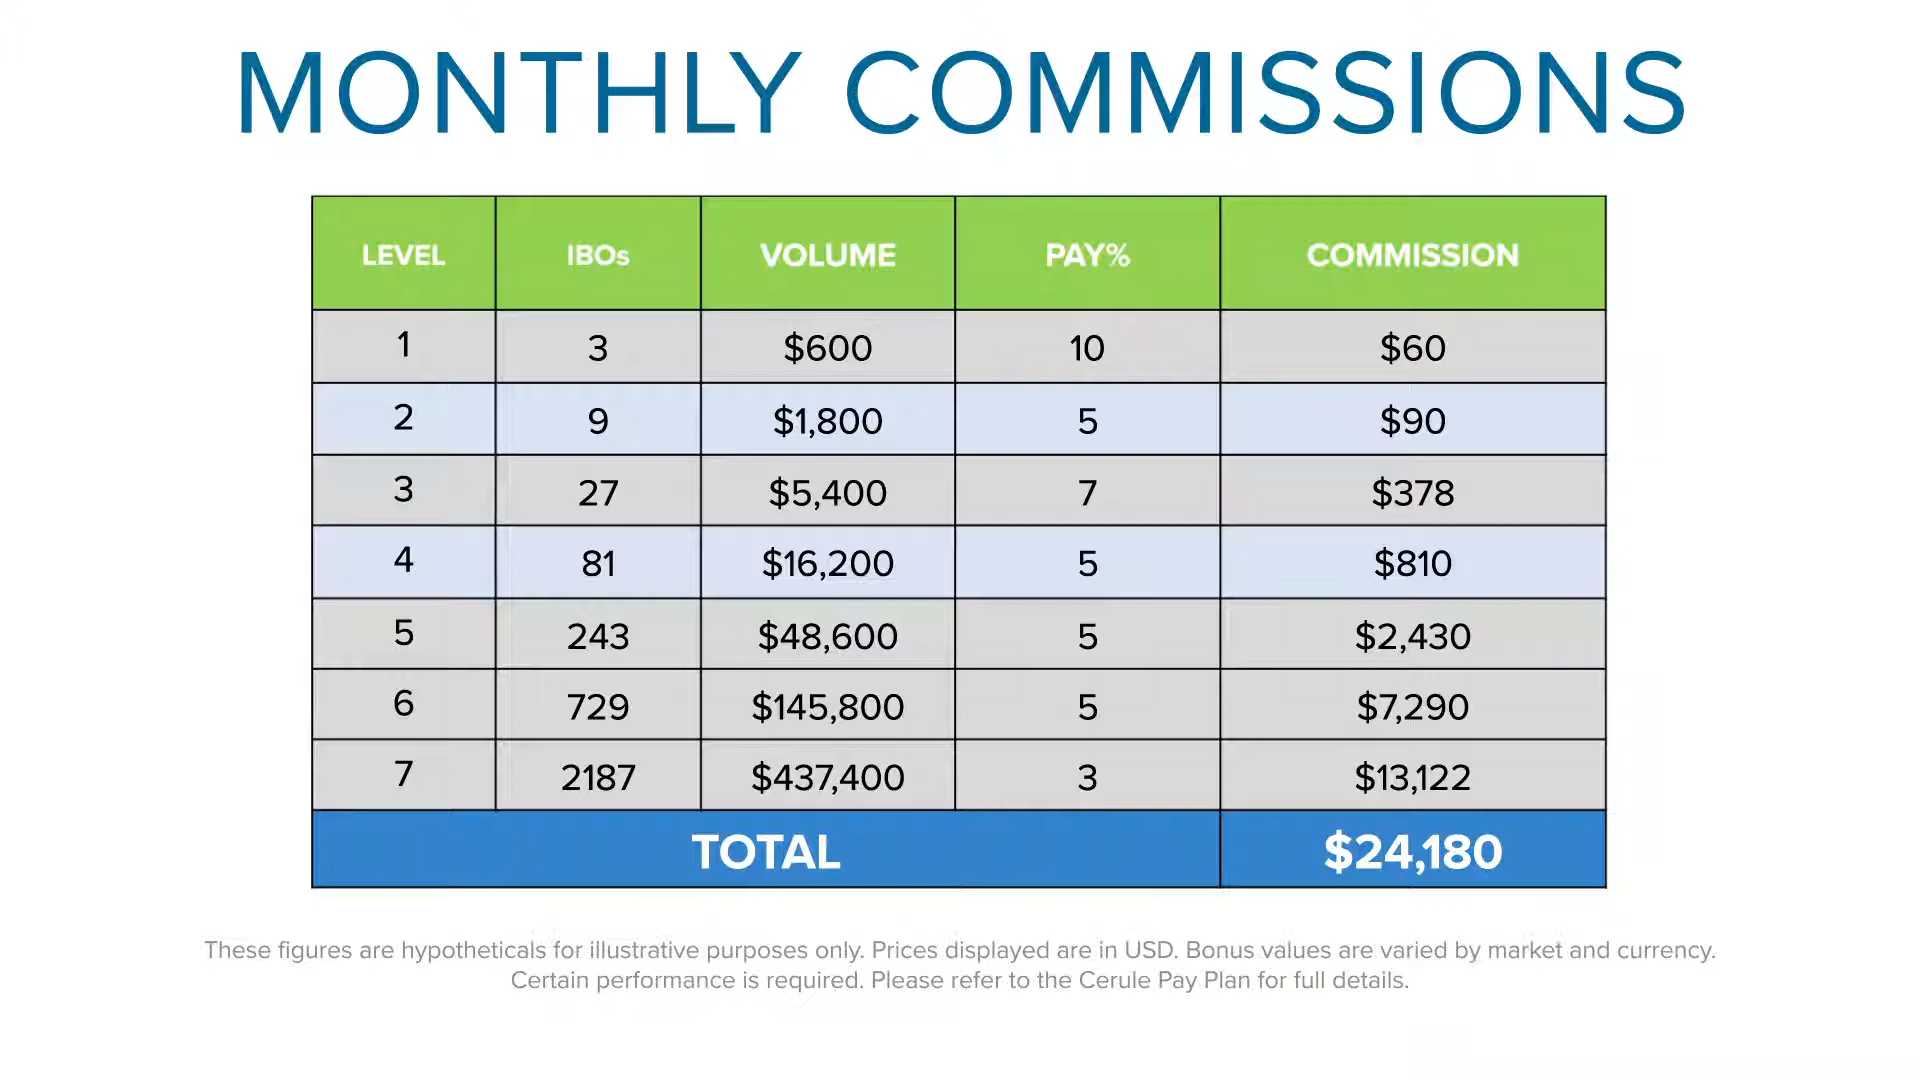 MONTHLY COMMISSIONS
LEVEL IBOs VOLUME PAY% COMMISSION
1 3 $600 10 $60
2 9 $1,800 5 $90
3 27 $5,400 7 $378
4 81 $16,200 5 $810
5 243 $48,600 5 $2,430
6 729 $145,800 5 $7,290
7 2187 $437,400 3 $13,122
TOTAL $24,180
These figures are hypotheticals for illustrative purposes only. Prices displayed are in USD. Bonus values are varied by market and currency.
Certain performance is required. Please refer to the Cerule Pay Plan for full details.